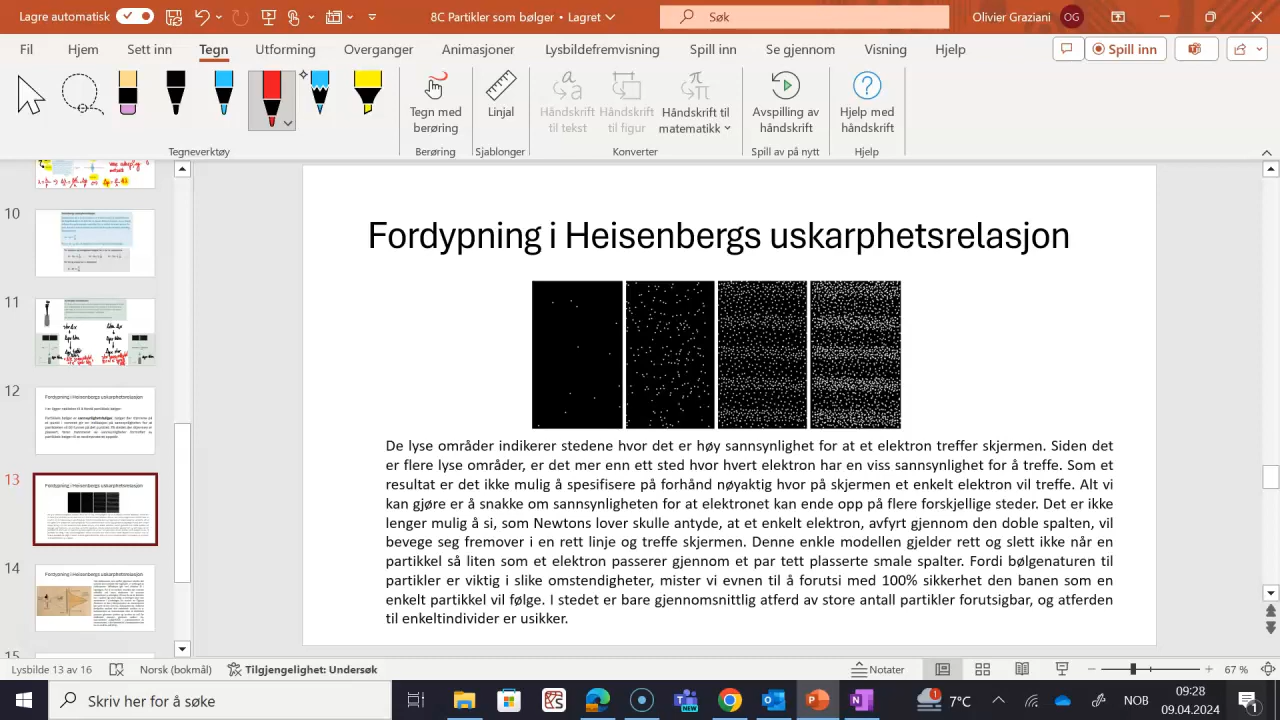 Lagre automatisk
8C Partikler som bølger • Lagret
Søk
Olivier Graziani
OG
Fil
Hjem
Sett inn
Tegn
Utforming
Overganger
Animasjoner
Lysbildefremvisning
Spill inn
Se gjennom
Visning
Hjelp
Spill inn
Tegn med
berøring
Linjal
Håndskrift
til tekst
Håndskrift
til figur
Håndskrift til
matematikk
Avspilling av
håndskrift
Hjelp med
håndskrift
Tegneverktøy
Berøring
Sjablonger
Konverter
Spill av på nytt
Hjelp
10
11
12
Fordypning i Heisenbergs uskarphetsrelasjon
13
Fordypning i Heisenbergs uskarphetsrelasjon
14
Fordypning i Heisenbergs uskarphetsrelasjon
15
Fordypning i Heisenbergs uskarphetsrelasjon
De lyse områder indikerer stedene hvor det er høy sannsynlighet for at et elektron treffer skjermen. Siden det
er flere lyse områder, er det mer enn ett sted hvor hvert elektron har en viss sannsynlighet for å treffe. Som et
resultat er det ikke mulig å spesifisere på forhånd nøyaktig hvor på skjermen et enkelt elektron vil treffe. Alt vi
kan gjøre er å snakke om sannsynligheten for at elektronet kan ende opp på flere forskjellige steder. Det er ikke
lenger mulig å si, som Newtons lover skulle antyde, at et enkelt elektron, avfyrt gjennom den doble spalten, vil
bevege seg fremover i en rett linje og treffe skjermen. Denne enkle modellen gjelder rett og slett ikke når en
partikkel så liten som et elektron passerer gjennom et par tett plasserte smale spalter. Fordi bølgenaturen til
partikler er viktig i slike omstendigheter, mister vi evnen til å forutsi med 100% sikkerhet den banen som en
enkelt partikkel vil følge. I stedet er bare gjennomsnittlig atferd av store antall partikler forutsigbar, og atferden
til enkeltindivider er usikker.
Lysbilde 13 av 16
Norsk (bokmål)
Tilgjengelighet: Undersøk
Notater
67 %
Skriv her for å søke
NEW
1
7°C
NOB
09:28
09.04.2024
1